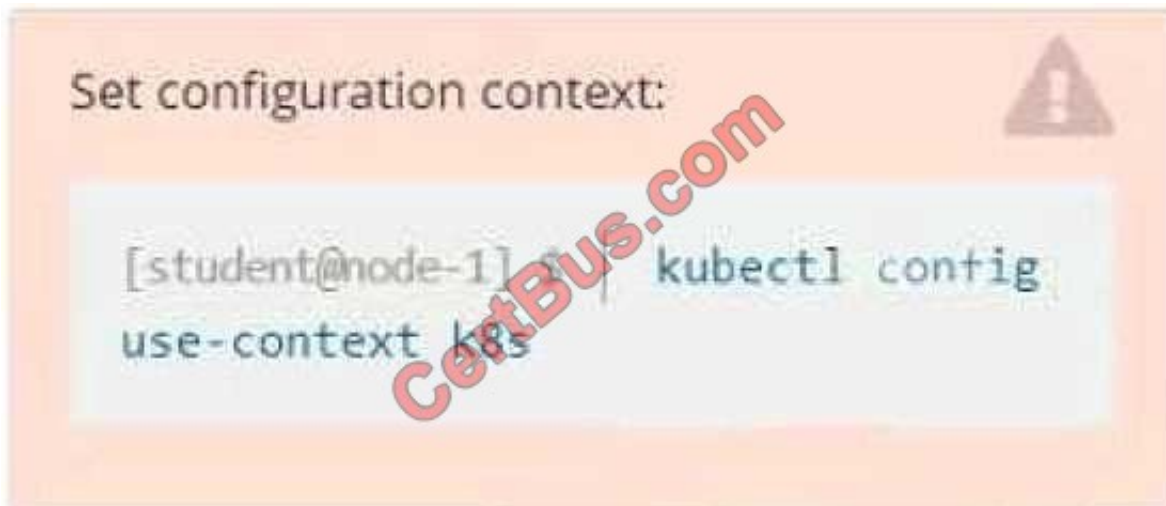 Set configuration context:
[student@node-1] $ | kubectl config
use-context k8s
CertBus.com